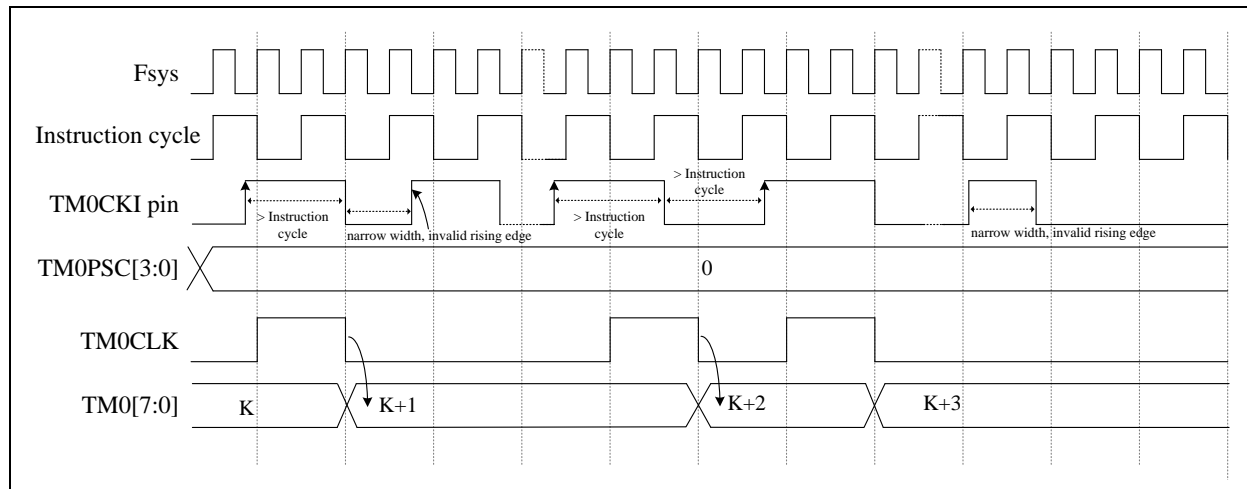 Fsys
Instruction cycle
TM0CKI pin
> Instruction
cycle
narrow width, invalid rising edge
> Instruction
cycle
> Instruction
cycle
narrow width, invalid rising edge
TM0PSC[3:0]
0
TM0CLK
TM0[7:0]
K
K+1
K+2
K+3